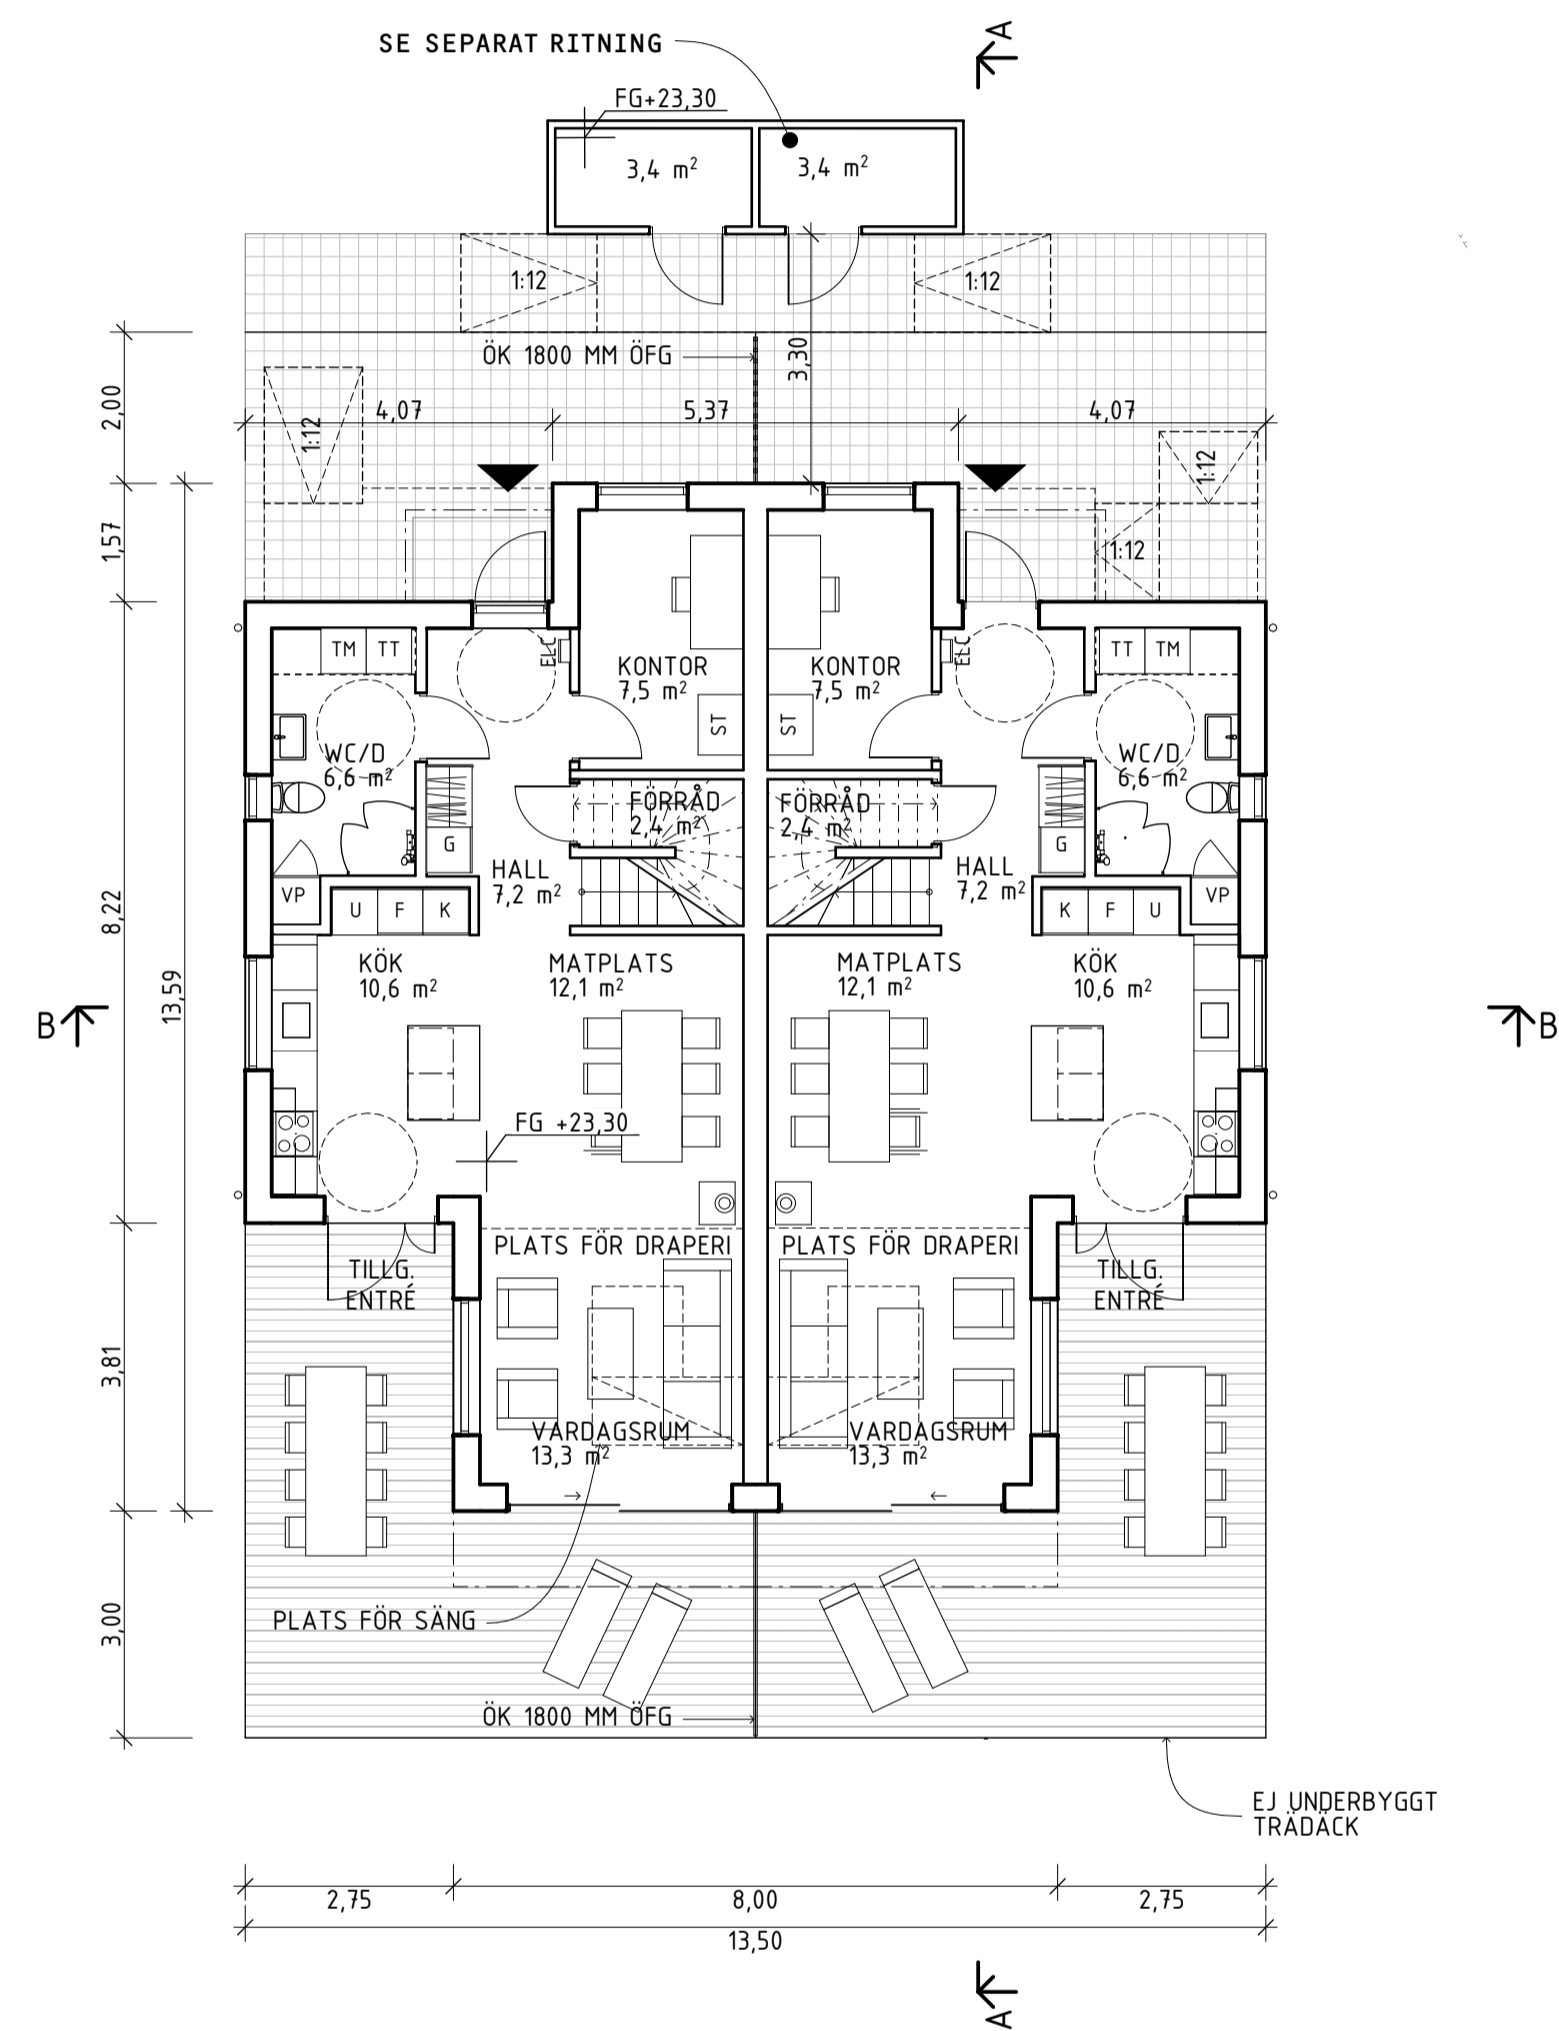 A
SE SEPARAT RITNING
FG+23,30
3,4 m²
3,4 m²
1:12
1:12
ÖK 1800 MM ÖFG
3,30
2,00
4,07
5,37
4,07
1:12
1:12
1,57
1:12
TM
TT
ELC
ELC
TT
TM
KONTOR
7,5 m²
KONTOR
7,5 m²
ST
ST
WC/D
6,6 m²
WC/D
6,6 m²
FÖRRÅD
2,4 m²
FÖRRÅD
2,4 m²
G
G
HALL
7,2 m²
HALL
7,2 m²
VP
VP
U
F
K
K
F
U
8,22
13,59
KÖK
10,6 m²
MATPLATS
12,1 m²
MATPLATS
12,1 m²
KÖK
10,6 m²
B
B
FG +23,30
PLATS FÖR DRAPERI
PLATS FÖR DRAPERI
TILLG.
ENTRÉ
TILLG.
ENTRÉ
3,81
VARDAGSRUM
13,3 m²
VARDAGSRUM
13,3 m²
3,00
PLATS FÖR SÄNG
ÖK 1800 MM ÖFG
EJ UNDERBYGGT
TRÄDÄCK
2,75
8,00
2,75
13,50
A